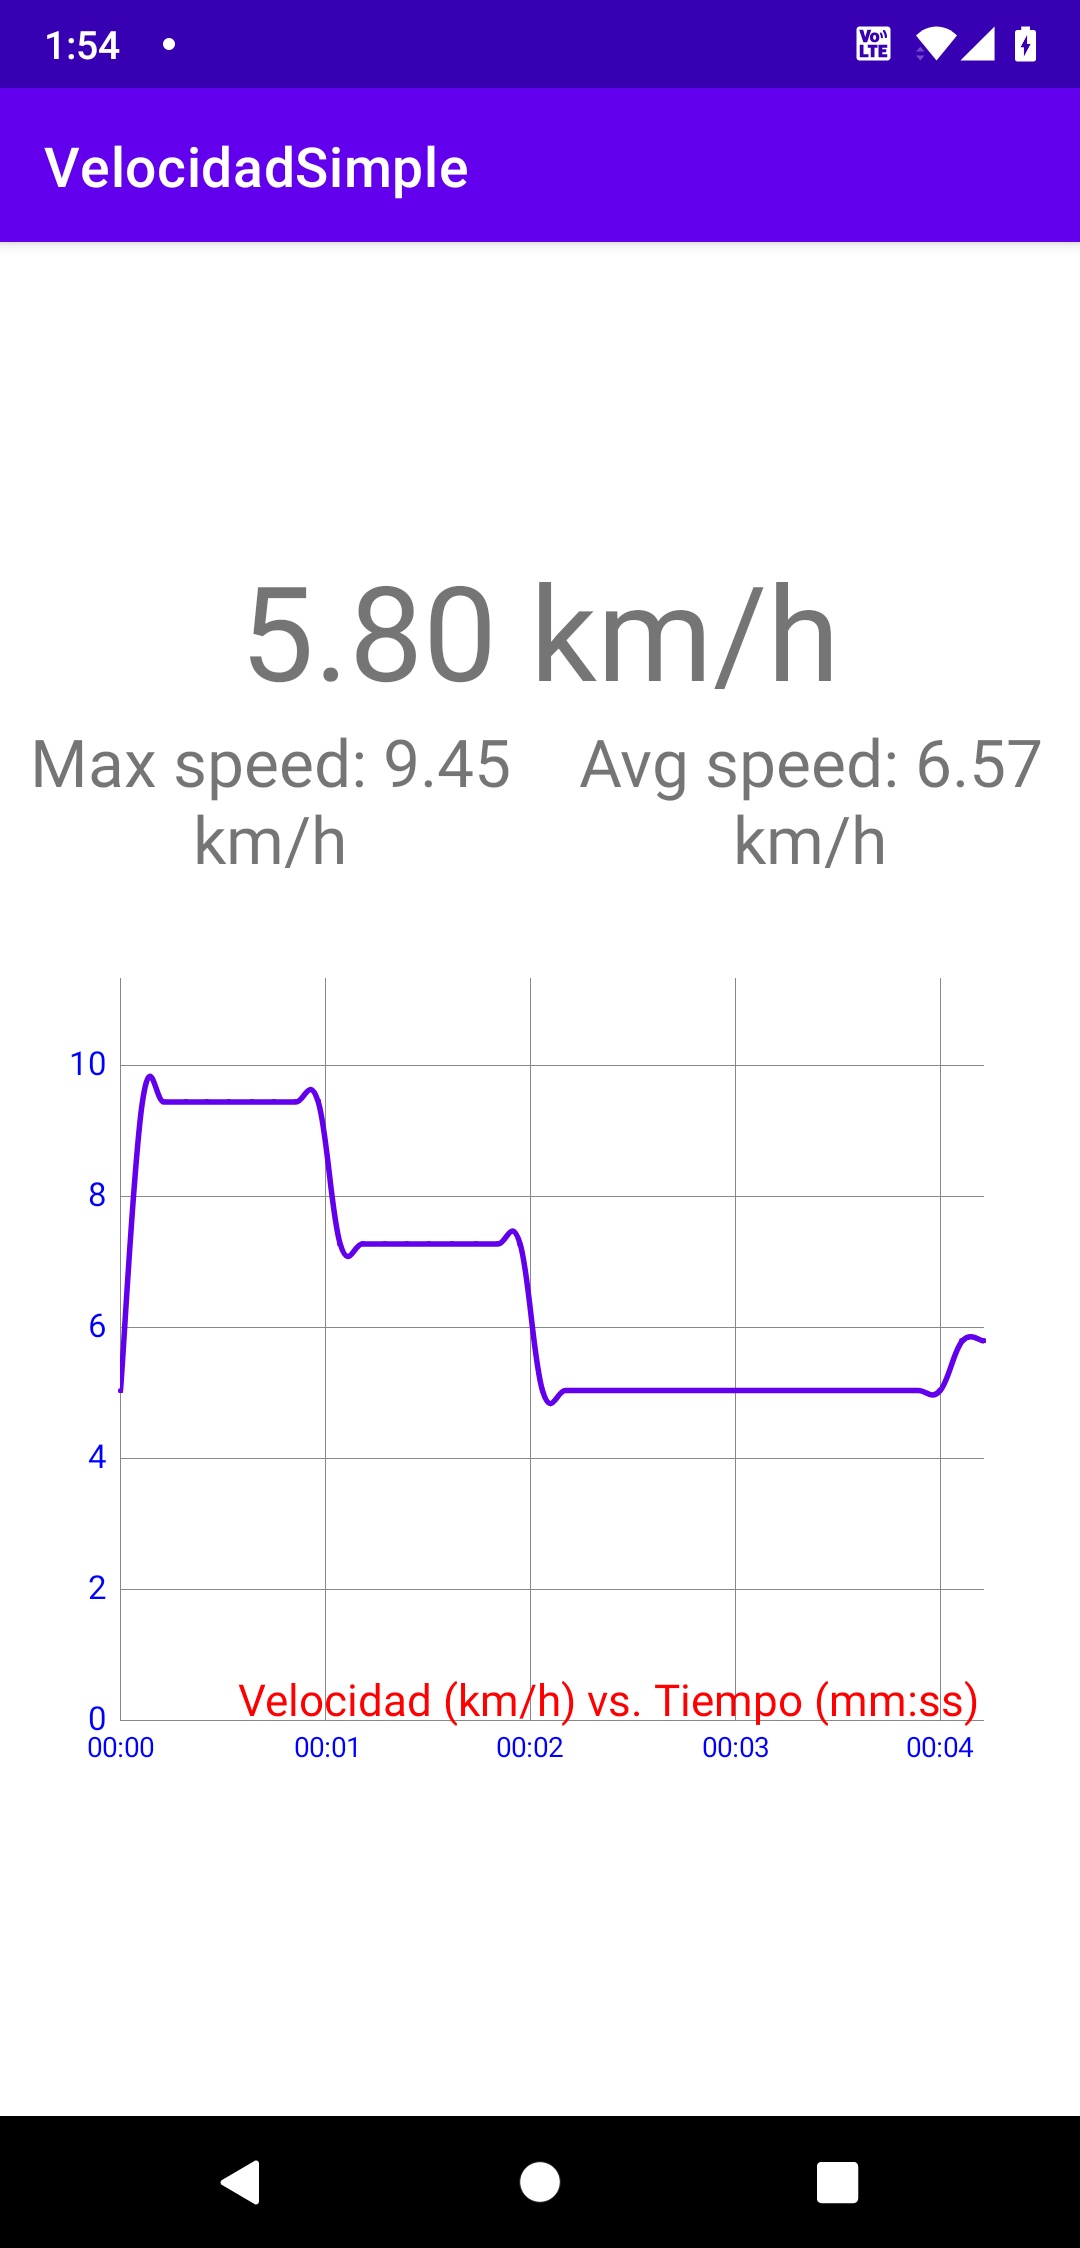 1:54
Vo LTE
VelocidadSimple
5.80 km/h
Max speed: 9.45
km/h
Avg speed: 6.57
km/h
10
8
6
4
2
0
Velocidad (km/h) vs. Tiempo (mm:ss)
00:00 00:01 00:02 00:03 00:04